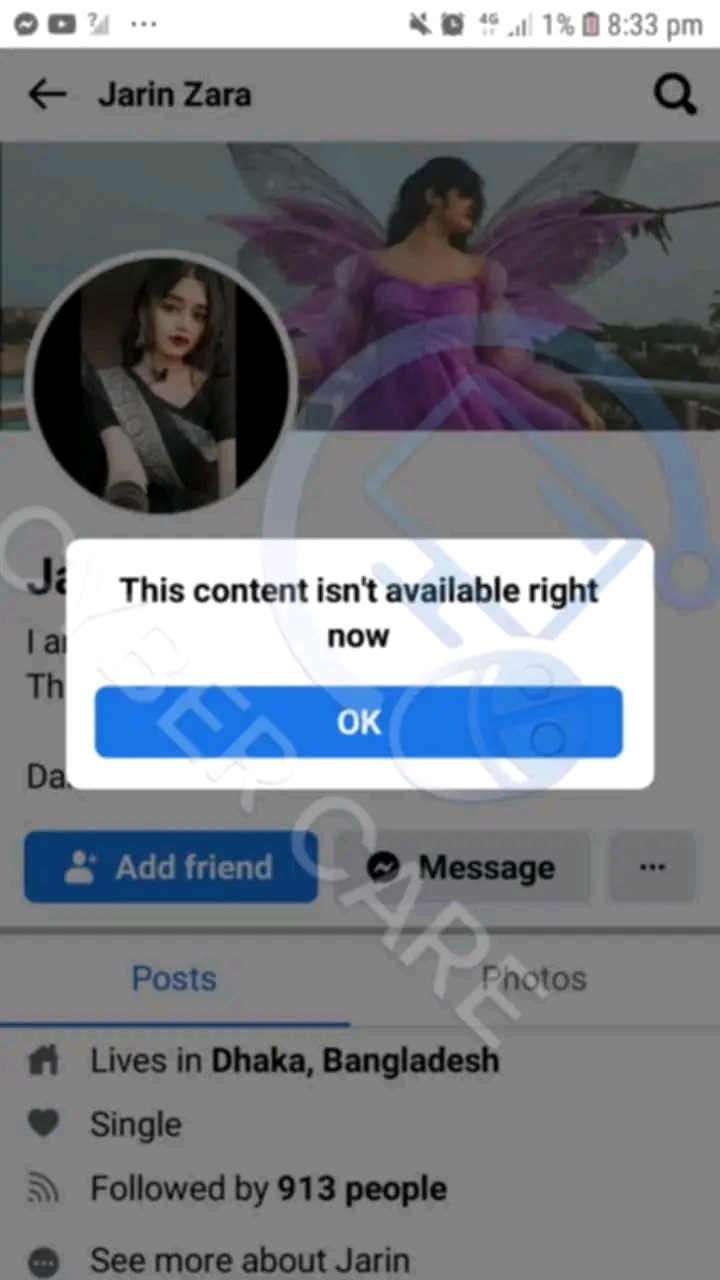 4G 1% 8:33 pm
Jarin Zara
This content isn't available right
now
OK
I
Th
Da
Add friend
Message
...
Posts
Photos
Lives in Dhaka, Bangladesh
Single
Followed by 913 people
See more about Jarin
CYBER CARE